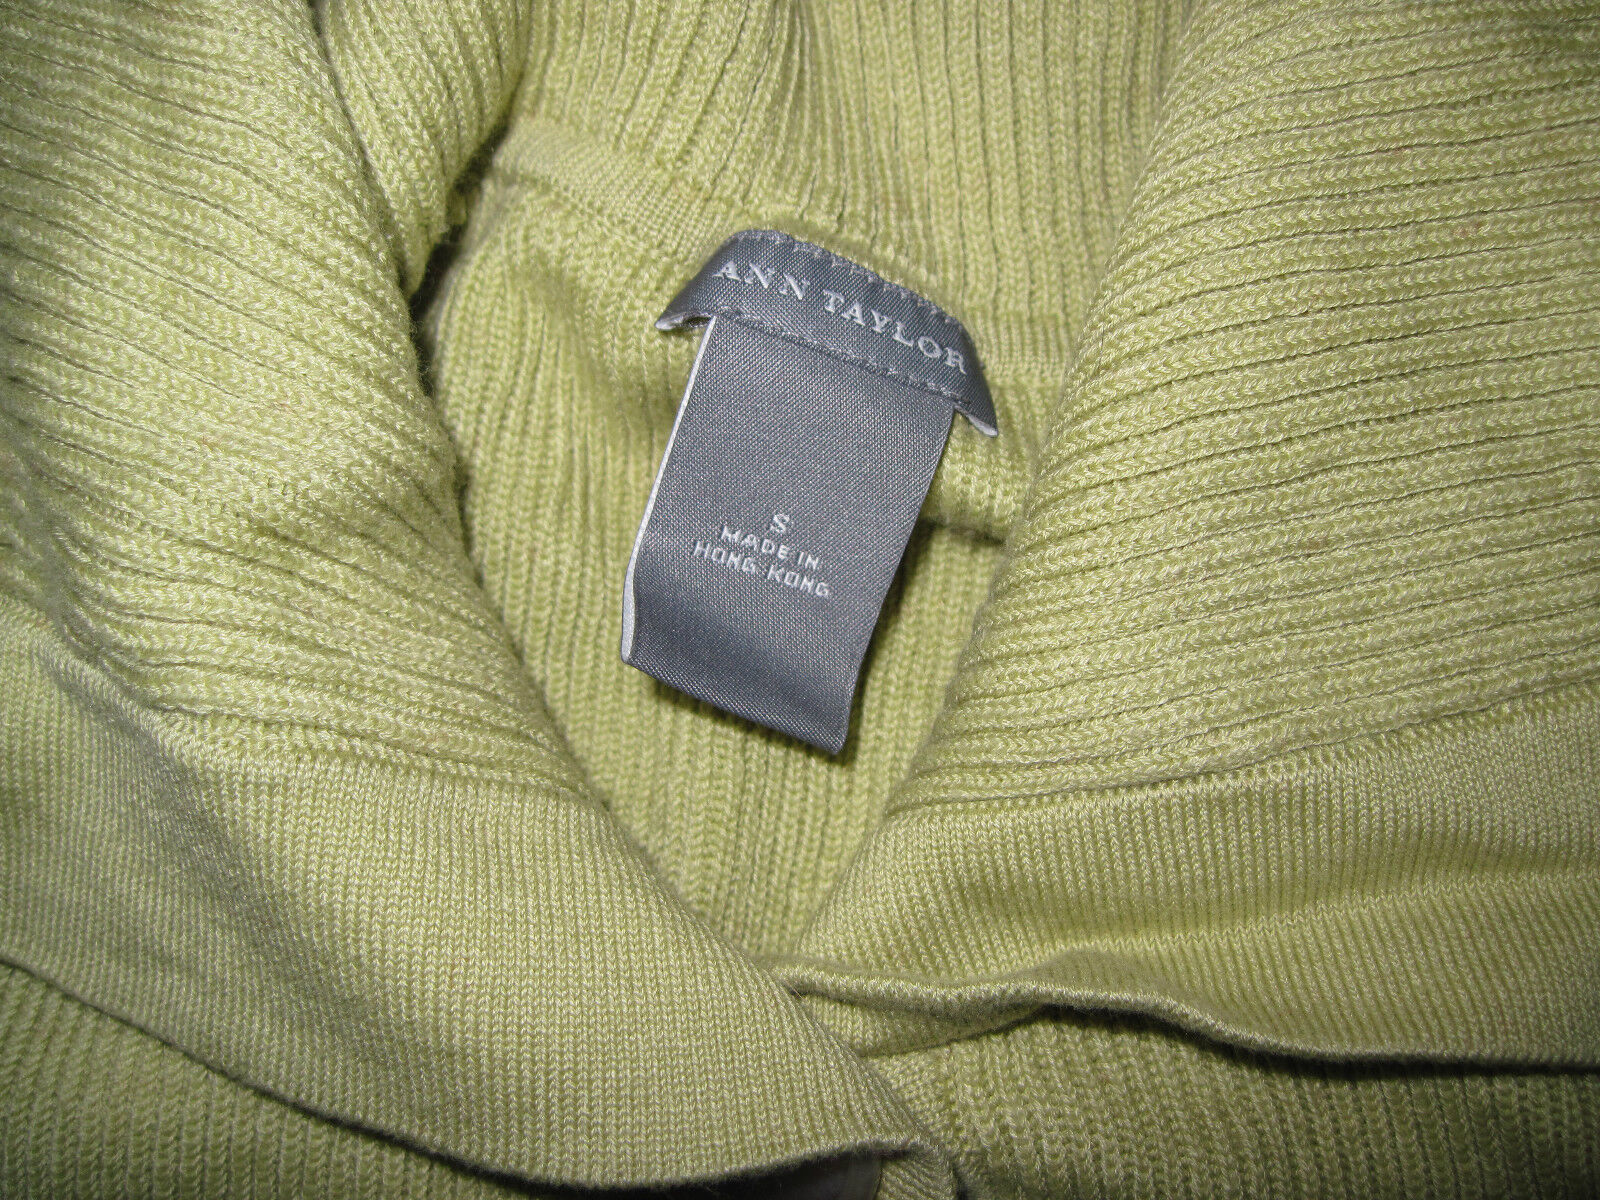 ANN TAYLOR
S
MADE IN
HONG KONG